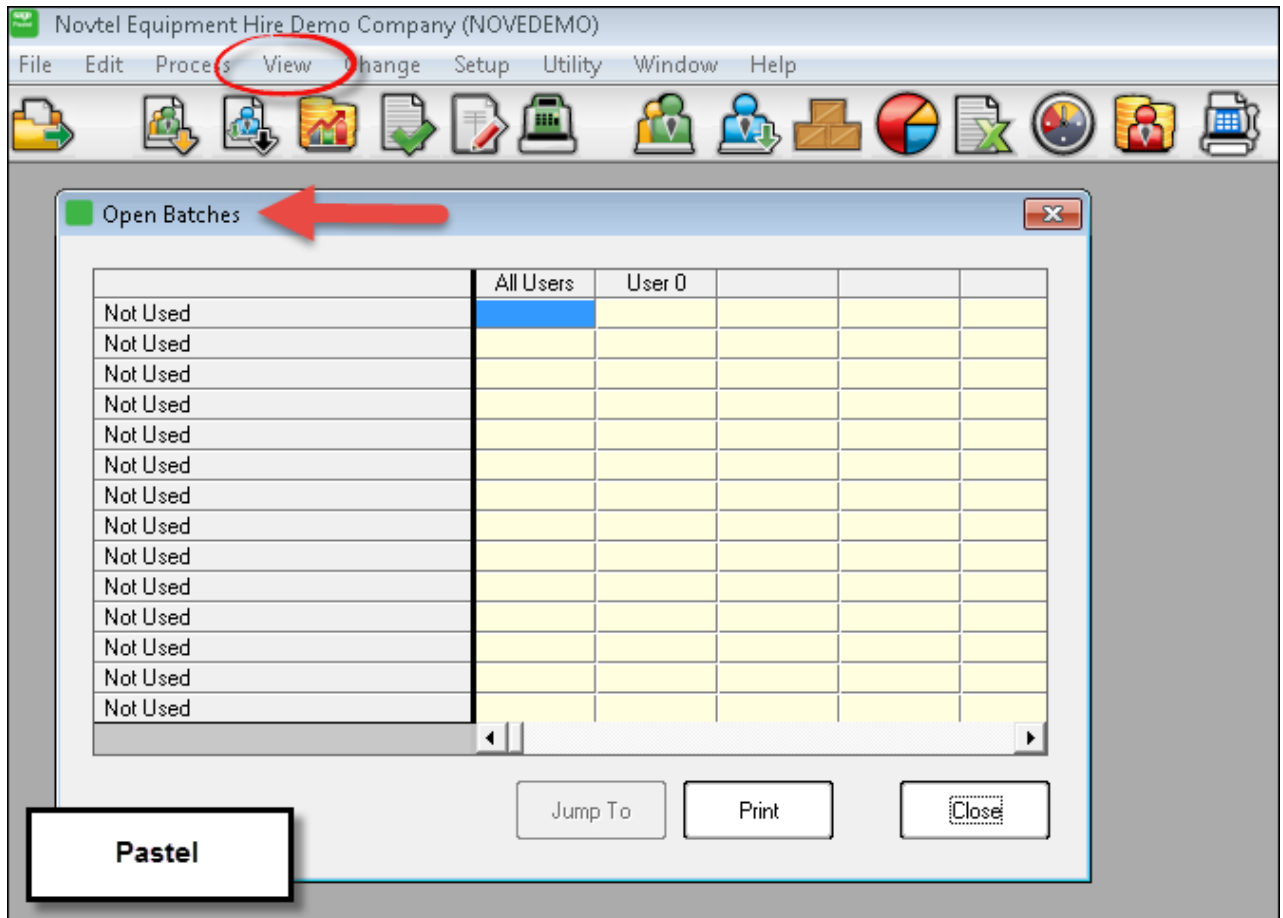 Novtel Equipment Hire Demo Company (NOVEDEMO)
File Edit Process View Change Setup Utility Window Help
Open Batches
All Users User 0
Not Used
Not Used
Not Used
Not Used
Not Used
Not Used
Not Used
Not Used
Not Used
Not Used
Not Used
Not Used
Not Used
Not Used
Jump To Print Close
Pastel